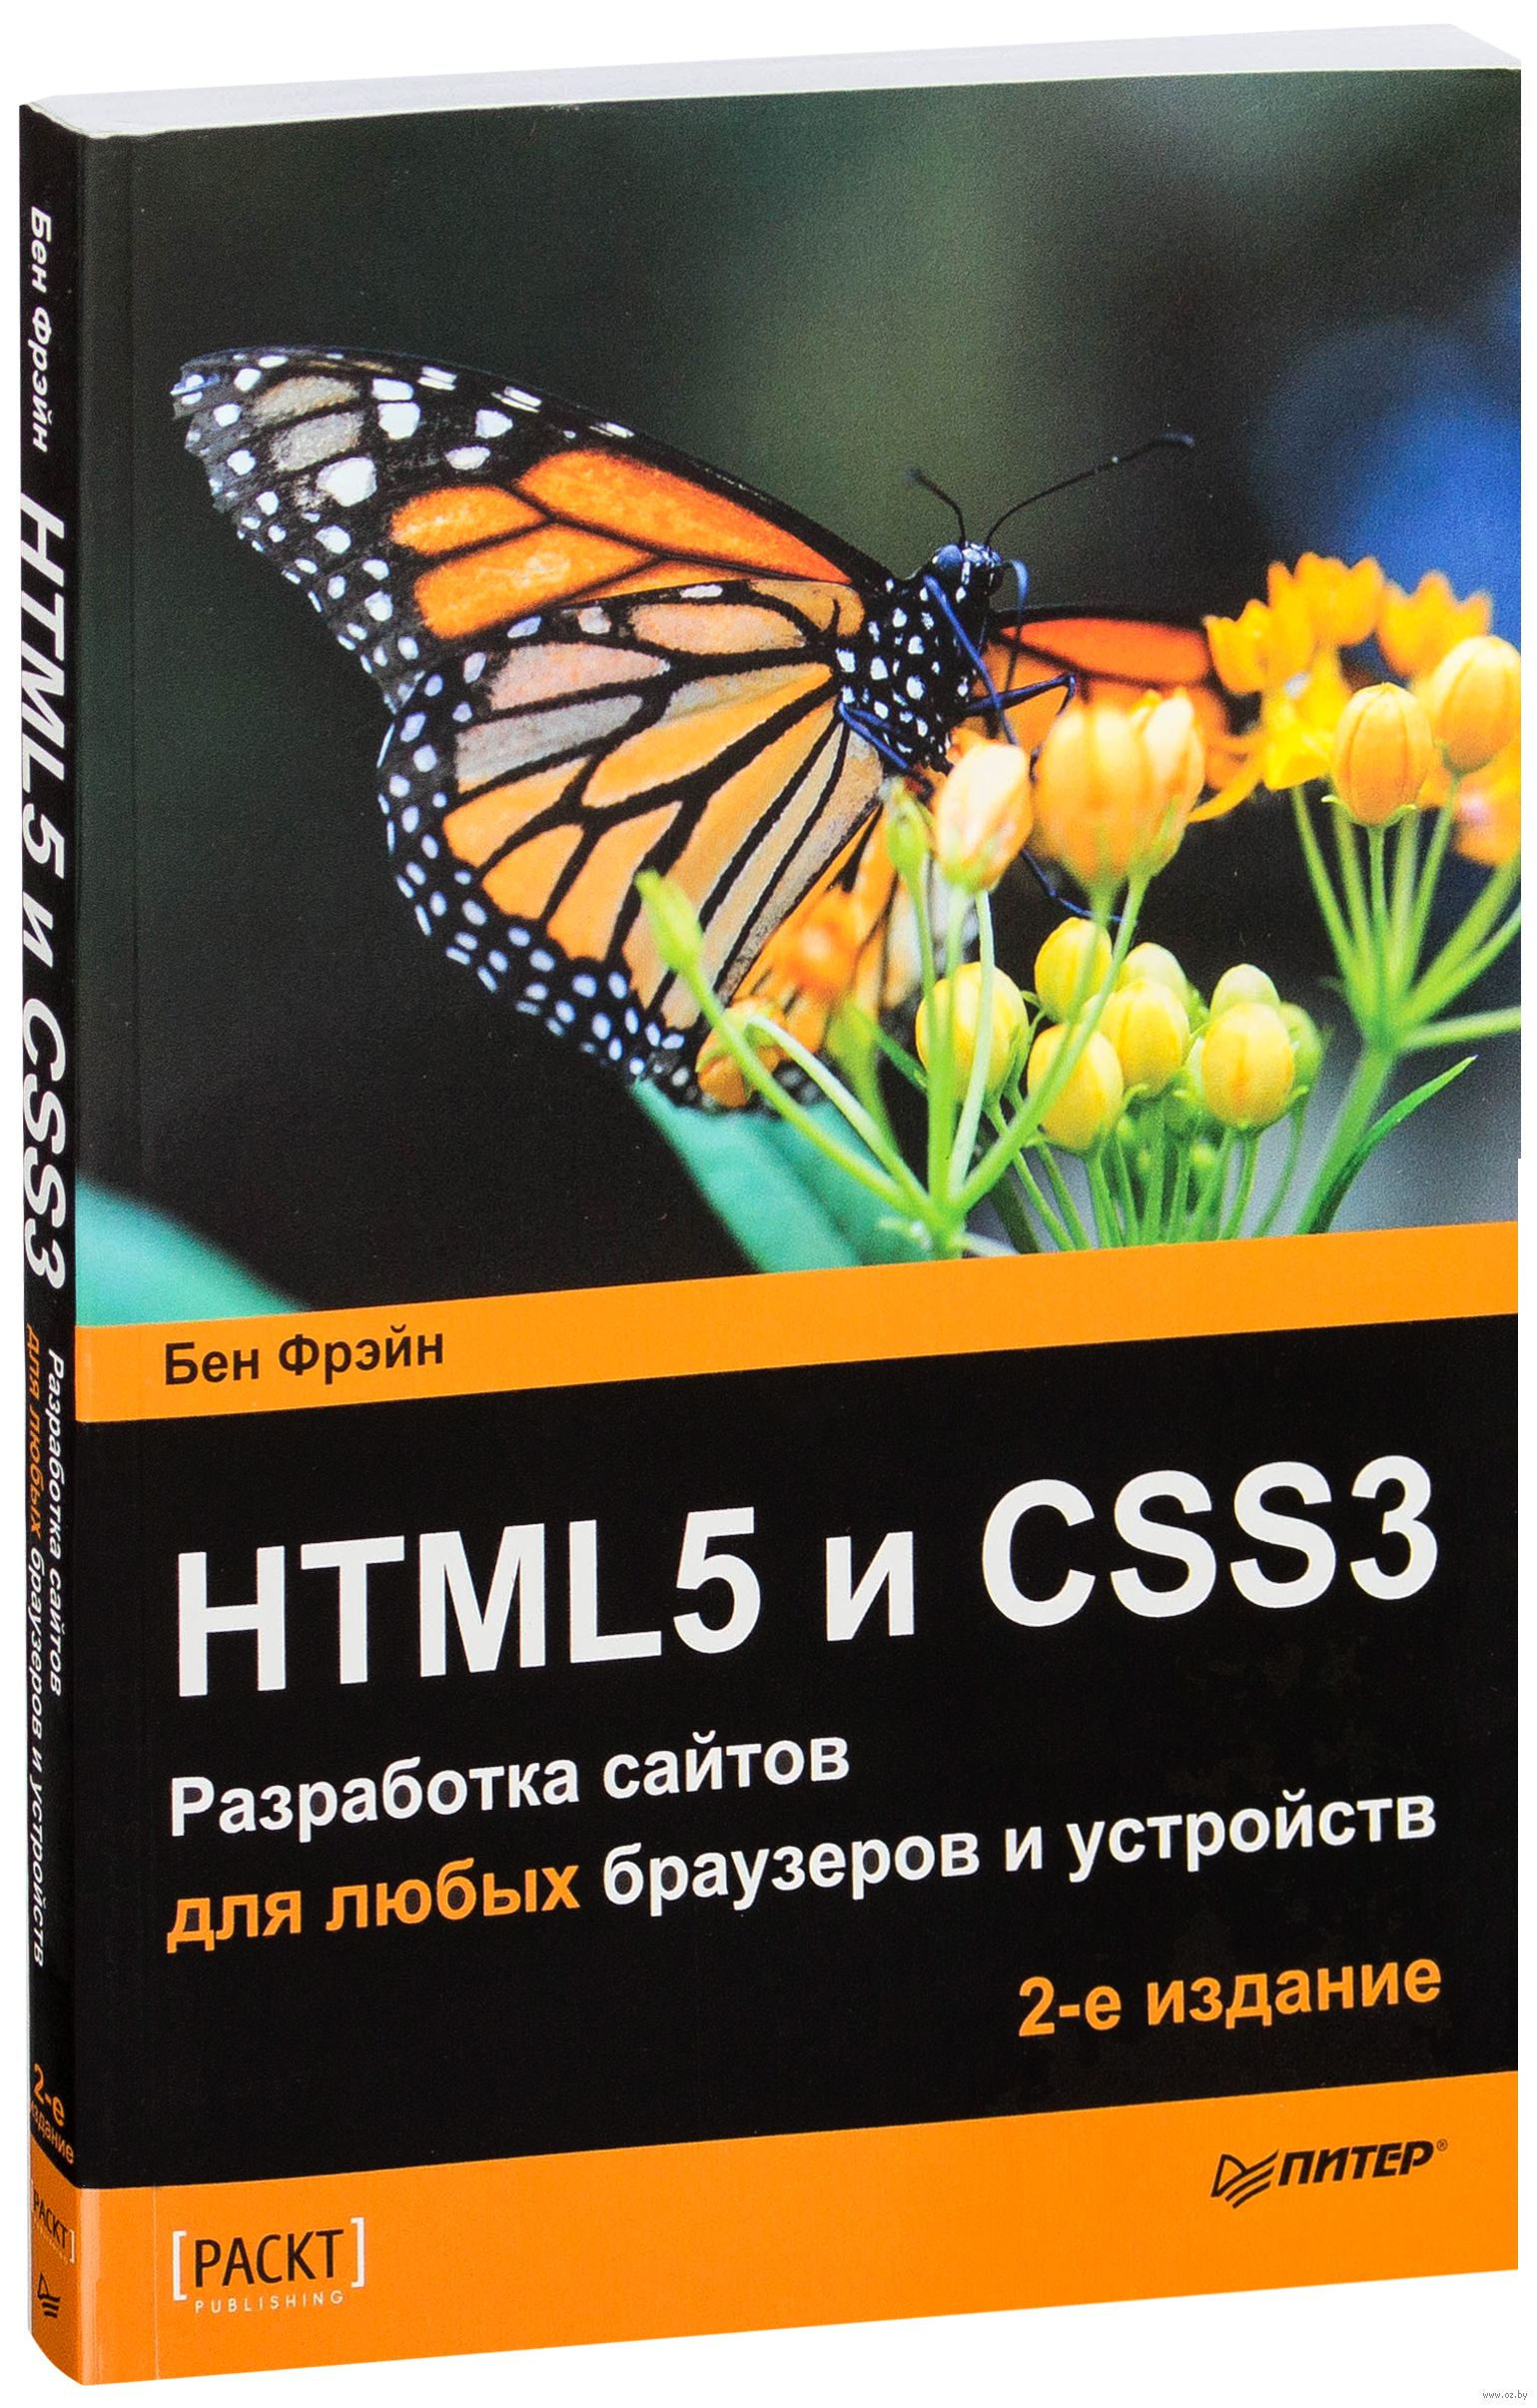 Бен Фрэйн
HTML5 и CSS3
Разработка сайтов
для любых браузеров и устройств
2-е издание
[PACKT]
PUBLISHING
ПИТЕР®
Бен Фрэйн
HTML5 и CSS3
Разработка сайтов
для любых браузеров и устройств
2-е
издание
[PACKT]
www.oz.by